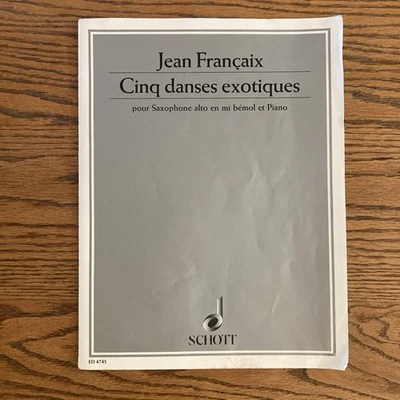 Jean Françaix
Cinq danses exotiques
pour Saxophone alto en mi bémol et Piano
SCHOTT
ED 4745